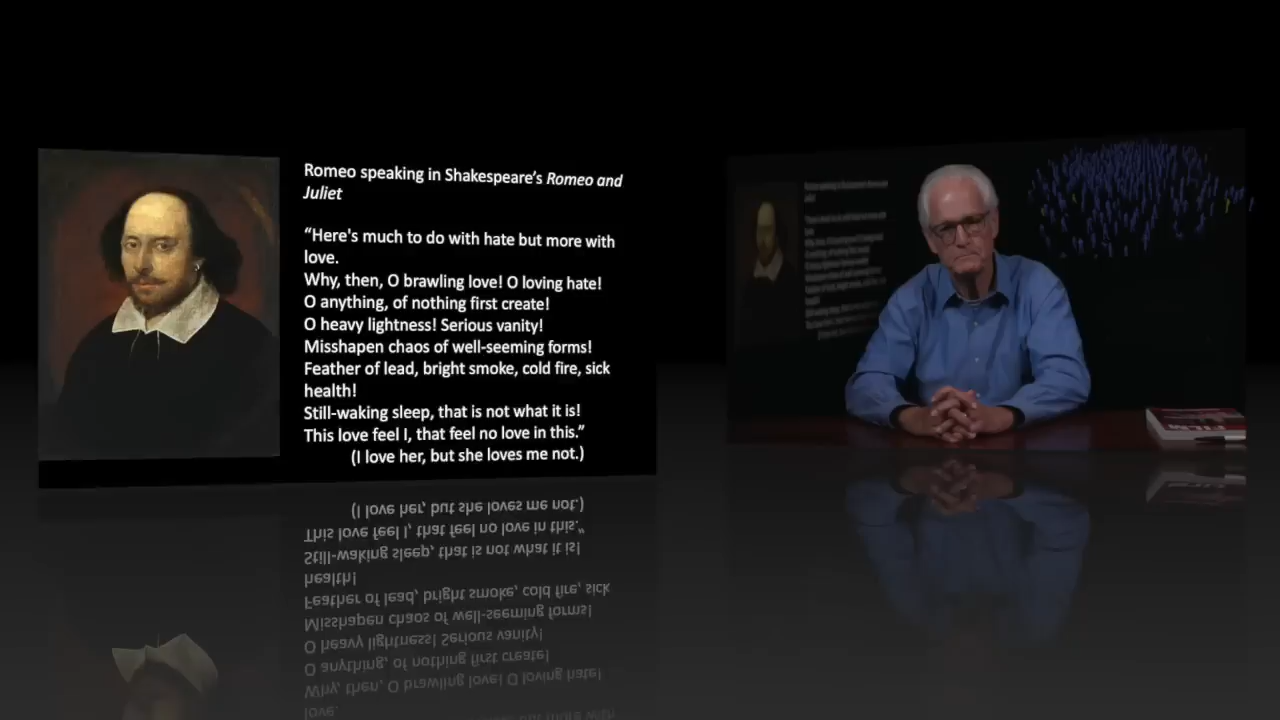 Romeo speaking in Shakespeare’s Romeo and
Juliet
“Here's much to do with hate but more with
love.
Why, then, O brawling love! O loving hate!
O anything, of nothing first create!
O heavy lightness! Serious vanity!
Misshapen chaos of well-seeming forms!
Feather of lead, bright smoke, cold fire, sick
health!
Still-waking sleep, that is not what it is!
This love feel I, that feel no love in this.”
(I love her, but she loves me not.)
FILM